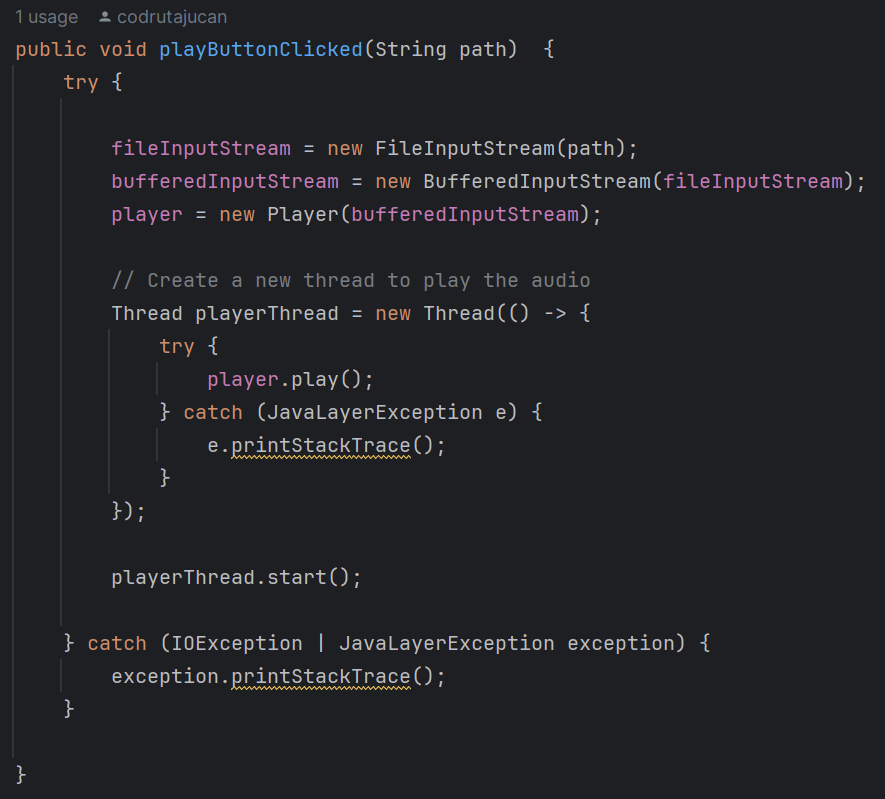 1 usage codrutajucan
public void playButtonClicked(String path)  {
    try {

        fileInputStream = new FileInputStream(path);
        bufferedInputStream = new BufferedInputStream(fileInputStream);
        player = new Player(bufferedInputStream);

        // Create a new thread to play the audio
        Thread playerThread = new Thread(() -> {
            try {
                player.play();
            } catch (JavaLayerException e) {
                e.printStackTrace();
            }
        });

        playerThread.start();

    } catch (IOException | JavaLayerException exception) {
        exception.printStackTrace();
    }

}